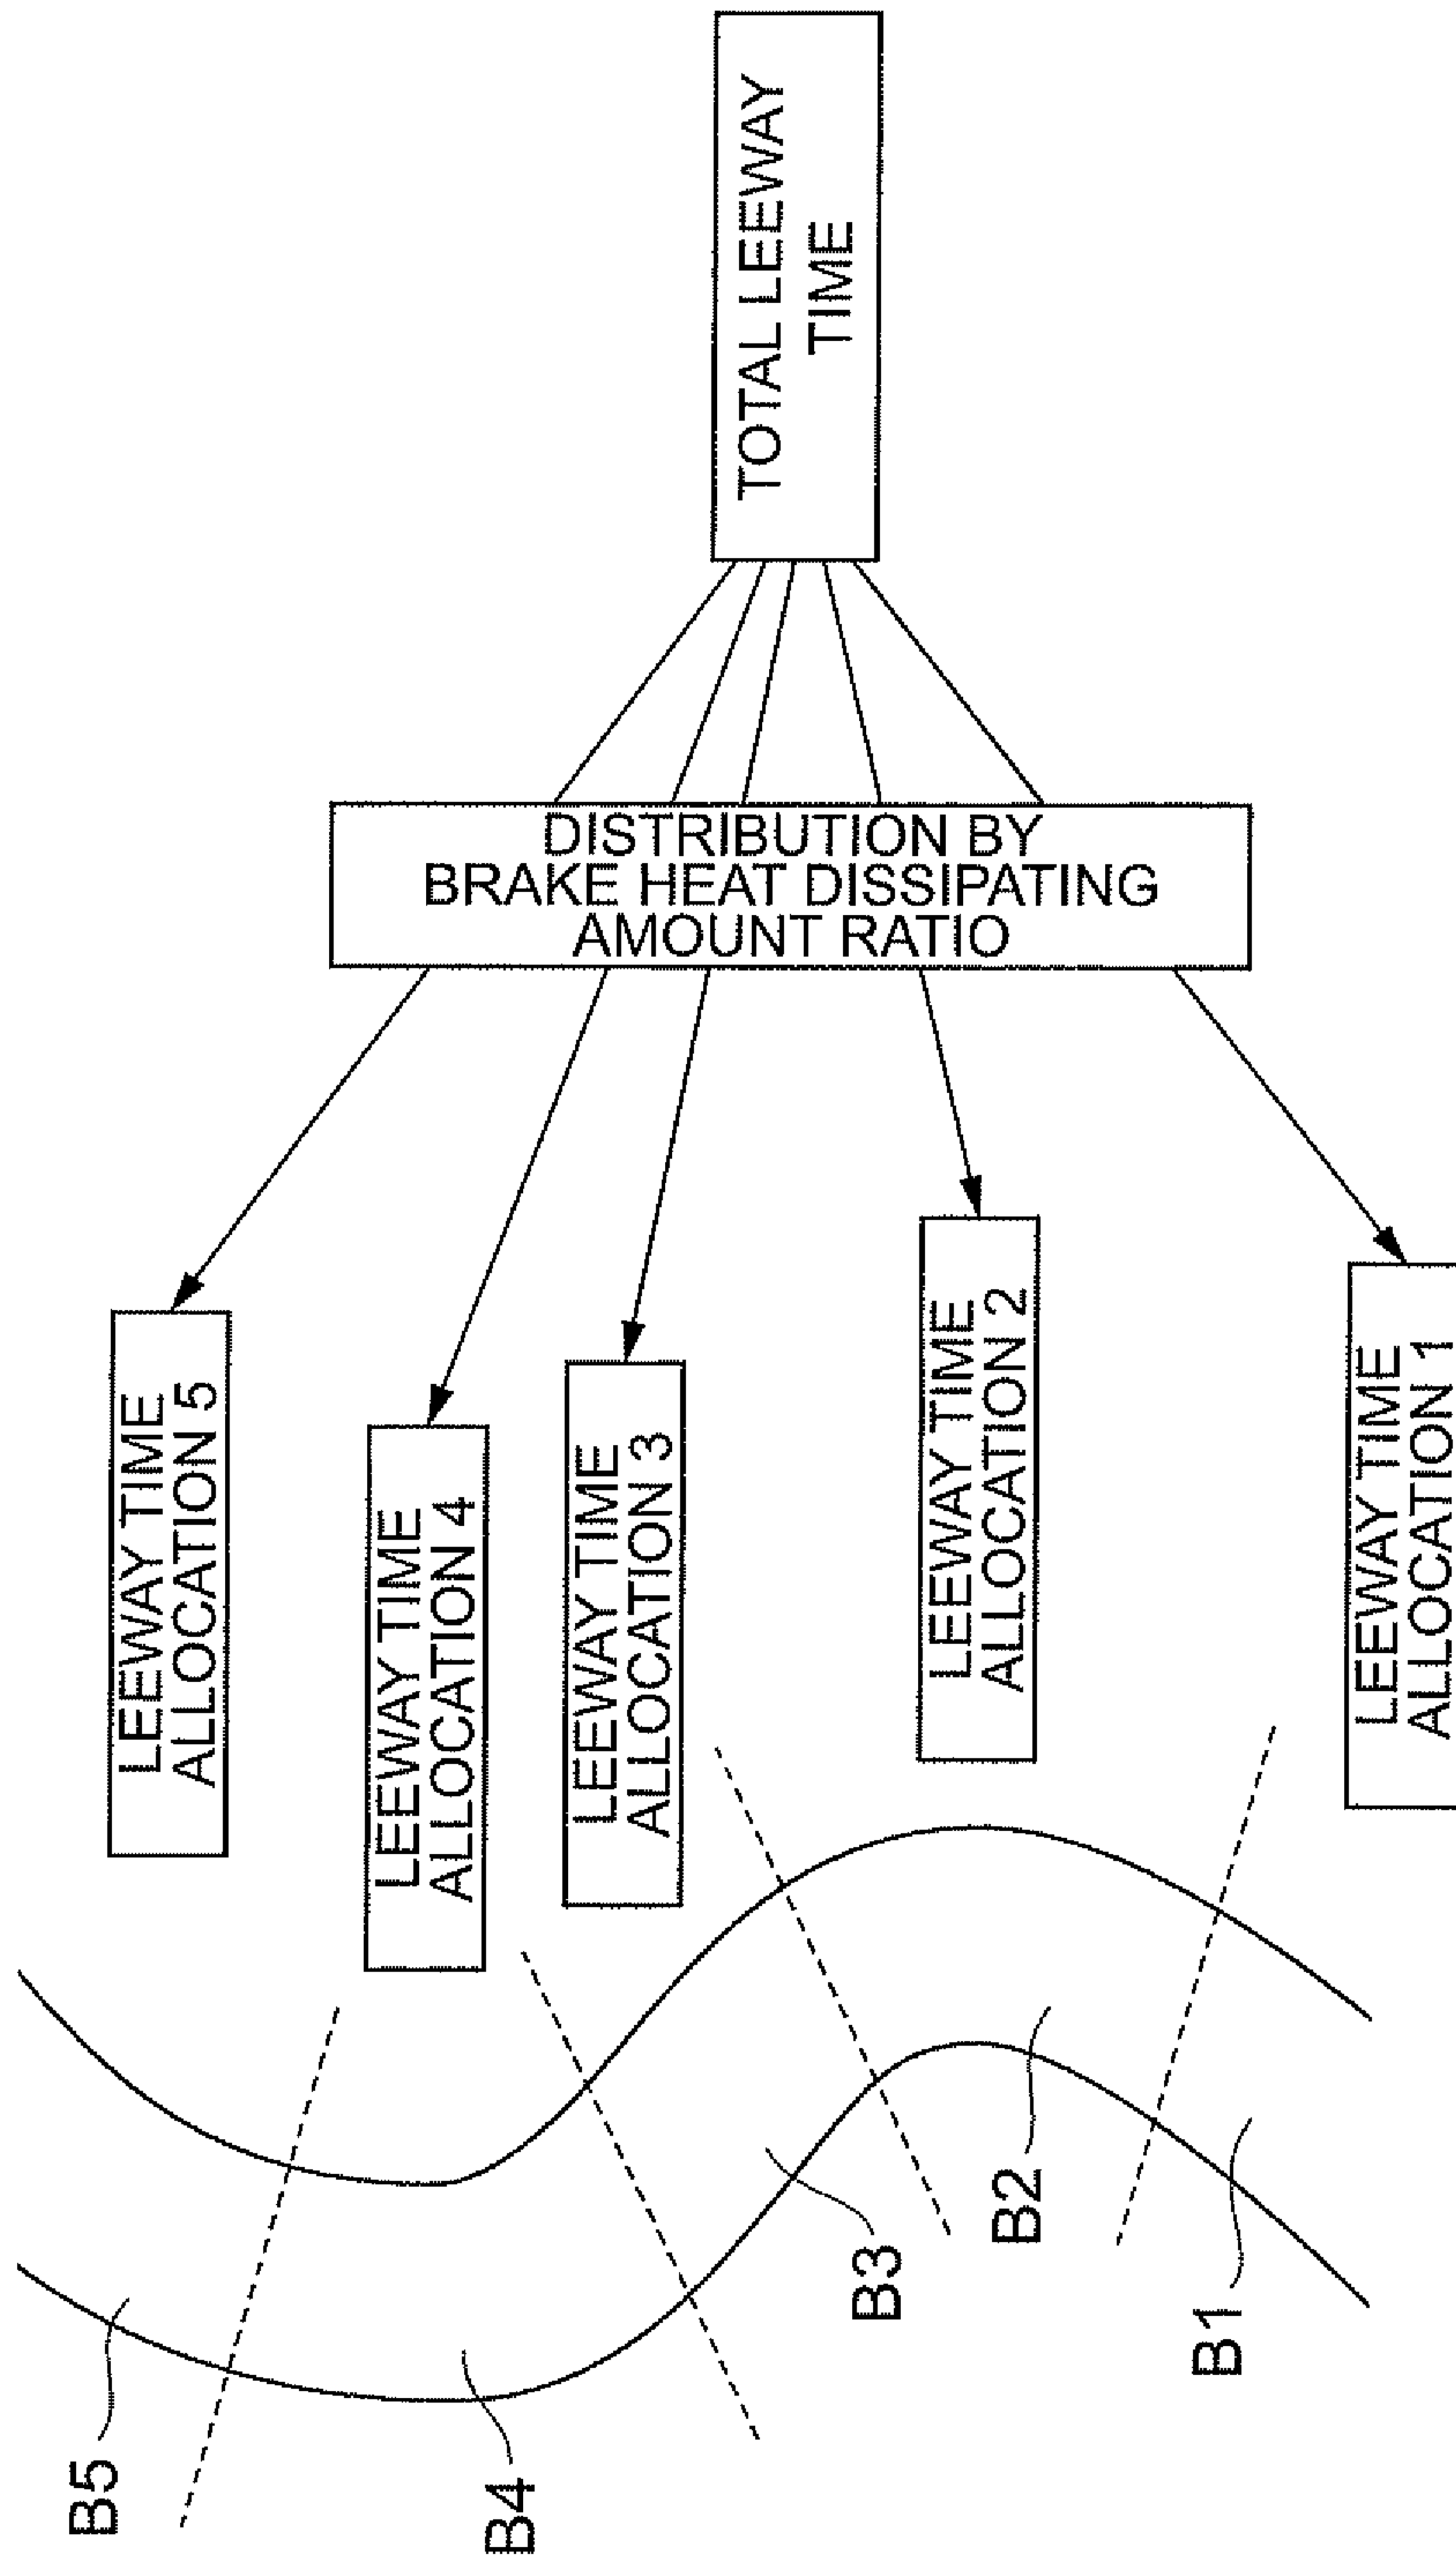 TOTAL LEEWAY
TIME
DISTRIBUTION BY
BRAKE HEAT DISSIPATING
AMOUNT RATIO
LEEWAY TIME
ALLOCATION 5
LEEWAY TIME
ALLOCATION 4
LEEWAY TIME
ALLOCATION 3
LEEWAY TIME
ALLOCATION 2
LEEWAY TIME
ALLOCATION 1
B5
B4
B3
B2
B1